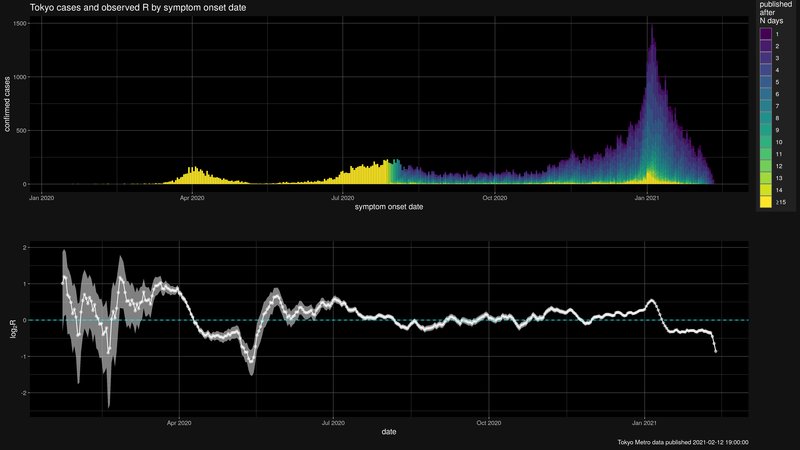 Tokyo cases and observed R by symptom onset date
published
after
N days
1
2
3
4
5
6
7
8
9
10
11
12
13
14
≥15
confirmed cases
1500
1000
500
0
Jan 2020
Apr 2020
Jul 2020
Oct 2020
Jan 2021
symptom onset date
log₂R
2
1
0
-1
-2
Apr 2020
Jul 2020
Oct 2020
Jan 2021
date
Tokyo Metro data published 2021-02-12 19:00:00